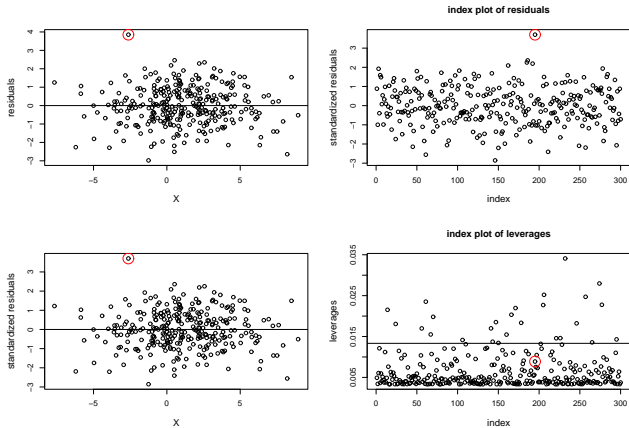 index plot of residuals
residuals
4
3
2
1
0
−1
−2
−3
−5 0 5
X
standardized residuals
3
2
1
0
−1
−2
−3
0 50 100 150 200 250 300
index
index plot of leverages
standardized residuals
3
2
1
0
−1
−2
−3
−5 0 5
X
leverages
0.035
0.025
0.015
0.005
0 50 100 150 200 250 300
index